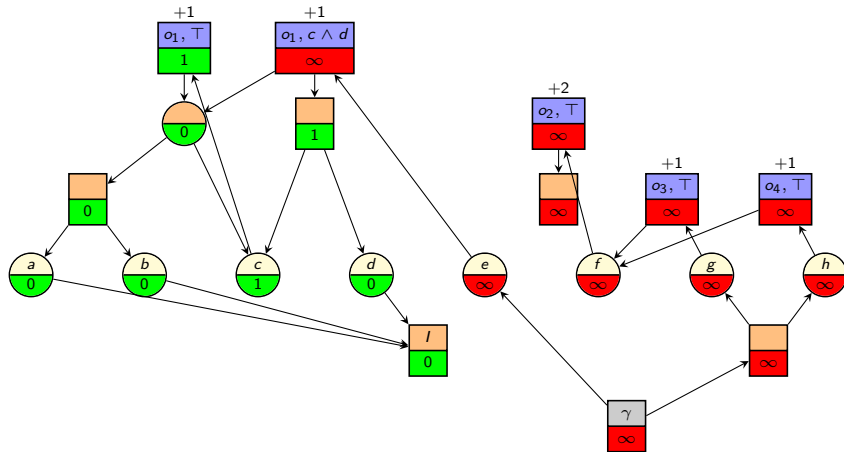 +1 +1
o₁, ⊤ o₁, c ∧ d
1 ∞
+2
o₂, ⊤
0 1 ∞
+1 +1
o₃, ⊤ o₄, ⊤
0 ∞ ∞ ∞
a b c d e f g h
0 0 1 0 ∞ ∞ ∞ ∞
I
0 ∞
γ
∞